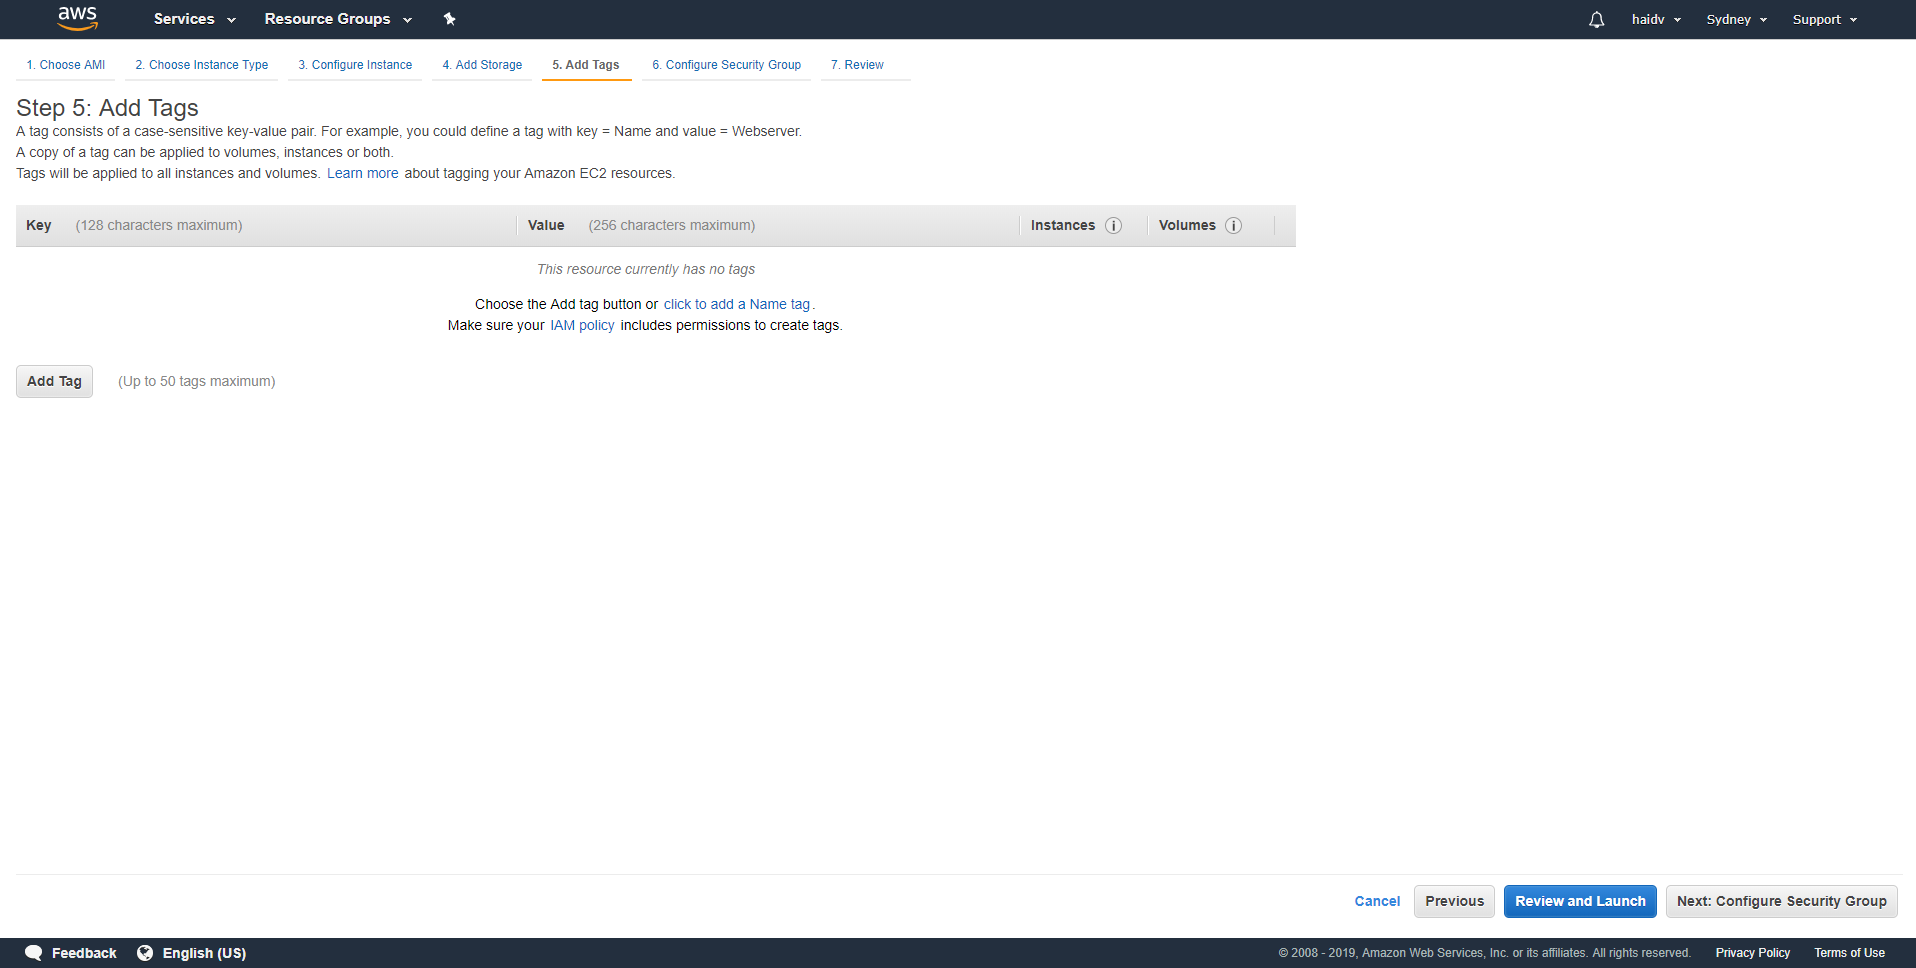 aws Services Resource Groups haidv Sydney Support
1. Choose AMI 2. Choose Instance Type 3. Configure Instance 4. Add Storage 5. Add Tags 6. Configure Security Group 7. Review
Step 5: Add Tags
A tag consists of a case-sensitive key-value pair. For example, you could define a tag with key = Name and value = Webserver.
A copy of a tag can be applied to volumes, instances or both.
Tags will be applied to all instances and volumes. Learn more about tagging your Amazon EC2 resources.
Key (128 characters maximum) Value (256 characters maximum) Instances i Volumes i
This resource currently has no tags
Choose the Add tag button or click to add a Name tag.
Make sure your IAM policy includes permissions to create tags.
Add Tag (Up to 50 tags maximum)
Cancel Previous Review and Launch Next: Configure Security Group
Feedback English (US) © 2008 - 2019, Amazon Web Services, Inc. or its affiliates. All rights reserved. Privacy Policy Terms of Use